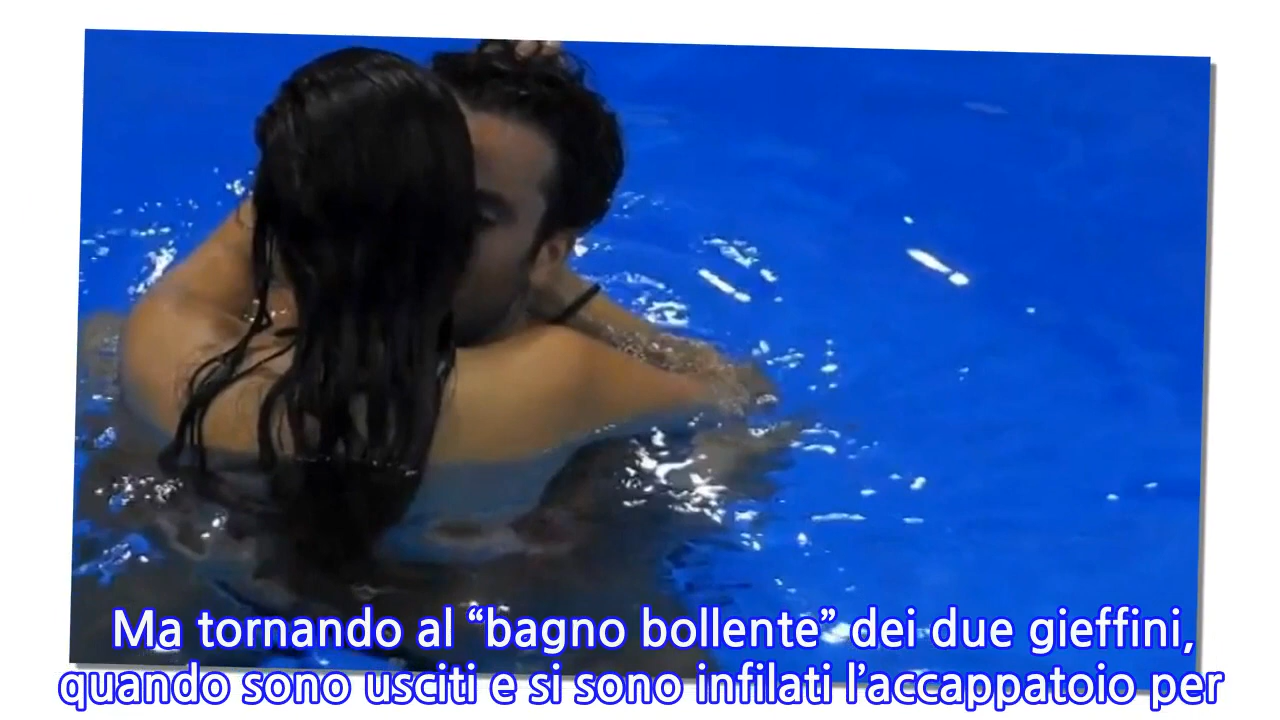 Ma tornando al “bagno bollente” dei due gieffini,
quando sono usciti e si sono infilati l’accappatoio per